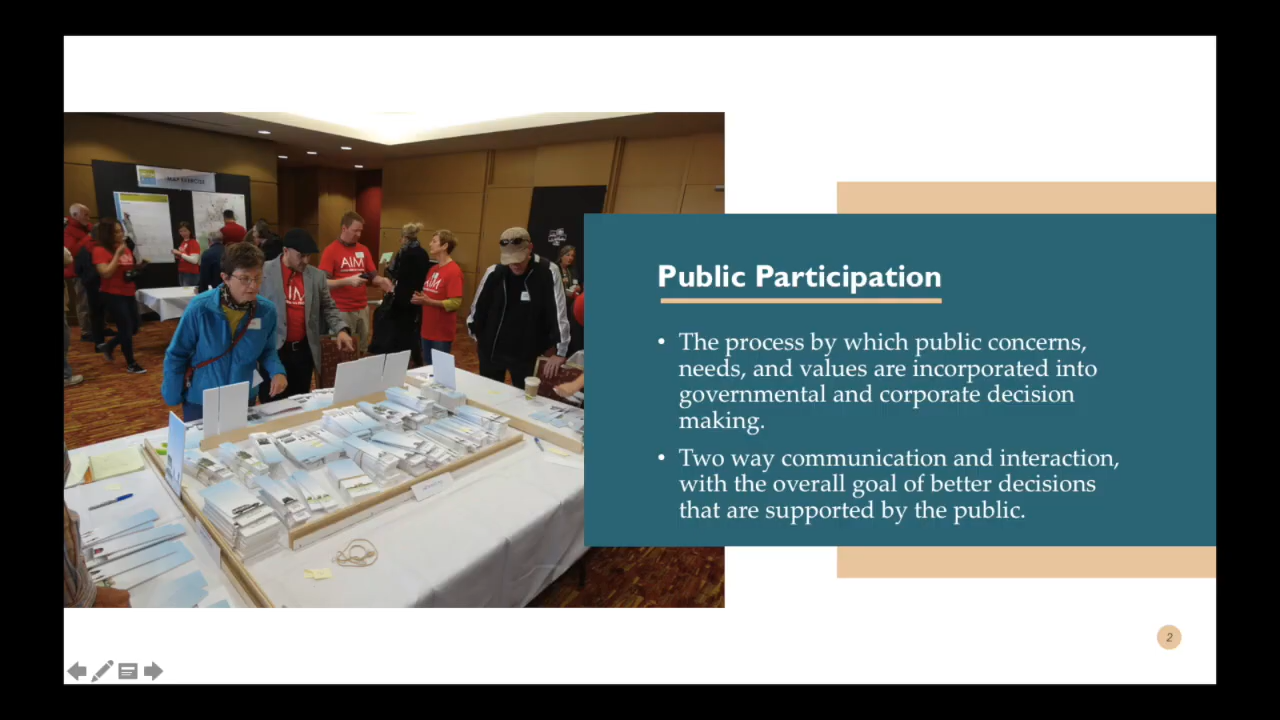 MAP EXERCISE
AIM
AIM
Public Participation
• The process by which public concerns,
needs, and values are incorporated into
governmental and corporate decision
making.
• Two way communication and interaction,
with the overall goal of better decisions
that are supported by the public.
2